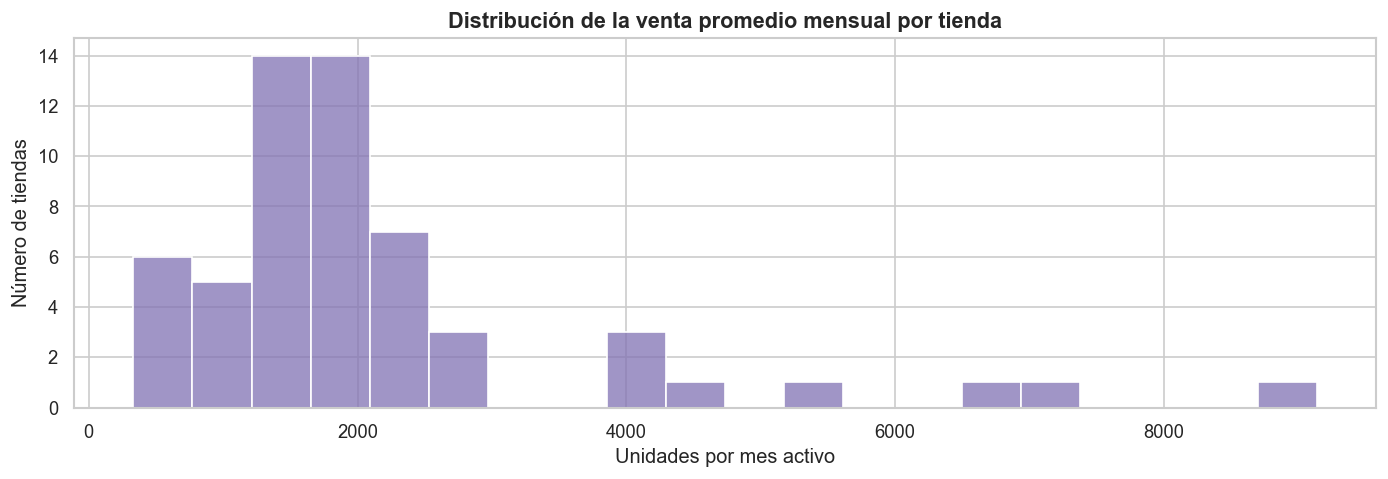 Distribución de la venta promedio mensual por tienda
Número de tiendas
14
12
10
8
6
4
2
0
0 2000 4000 6000 8000
Unidades por mes activo